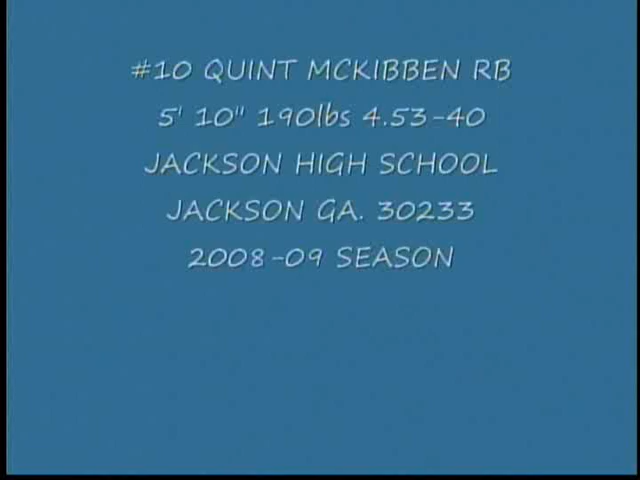 #10 QUINT MCKIBBEN RB
5' 10" 190lbs 4.53-40
JACKSON HIGH SCHOOL
JACKSON GA. 30233
2008-09 SEASON